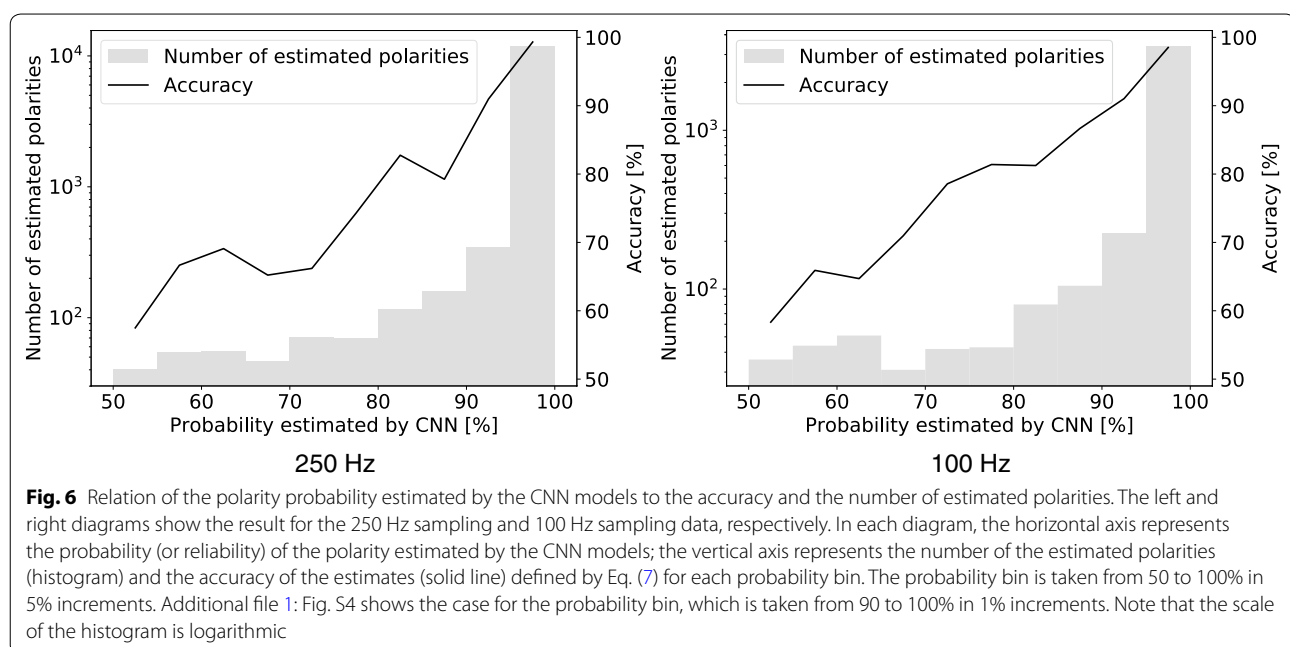 Number of estimated polarities
10⁴
10³
10²
Number of estimated polarities
Accuracy
100
90
80
70
60
50
Accuracy [%]
50 60 70 80 90 100
Probability estimated by CNN [%]
250 Hz
Number of estimated polarities
10³
10²
Number of estimated polarities
Accuracy
100
90
80
70
60
50
Accuracy [%]
50 60 70 80 90 100
Probability estimated by CNN [%]
100 Hz
Fig. 6 Relation of the polarity probability estimated by the CNN models to the accuracy and the number of estimated polarities. The left and
right diagrams show the result for the 250 Hz sampling and 100 Hz sampling data, respectively. In each diagram, the horizontal axis represents
the probability (or reliability) of the polarity estimated by the CNN models; the vertical axis represents the number of the estimated polarities
(histogram) and the accuracy of the estimates (solid line) defined by Eq. (7) for each probability bin. The probability bin is taken from 50 to 100% in
5% increments. Additional file 1: Fig. S4 shows the case for the probability bin, which is taken from 90 to 100% in 1% increments. Note that the scale
of the histogram is logarithmic